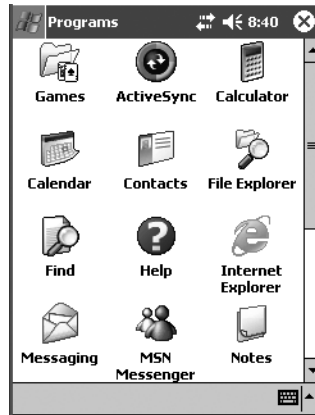 Programs 8:40
Games ActiveSync Calculator
Calendar Contacts File Explorer
Find Help Internet
Explorer
Messaging MSN Notes
Messenger